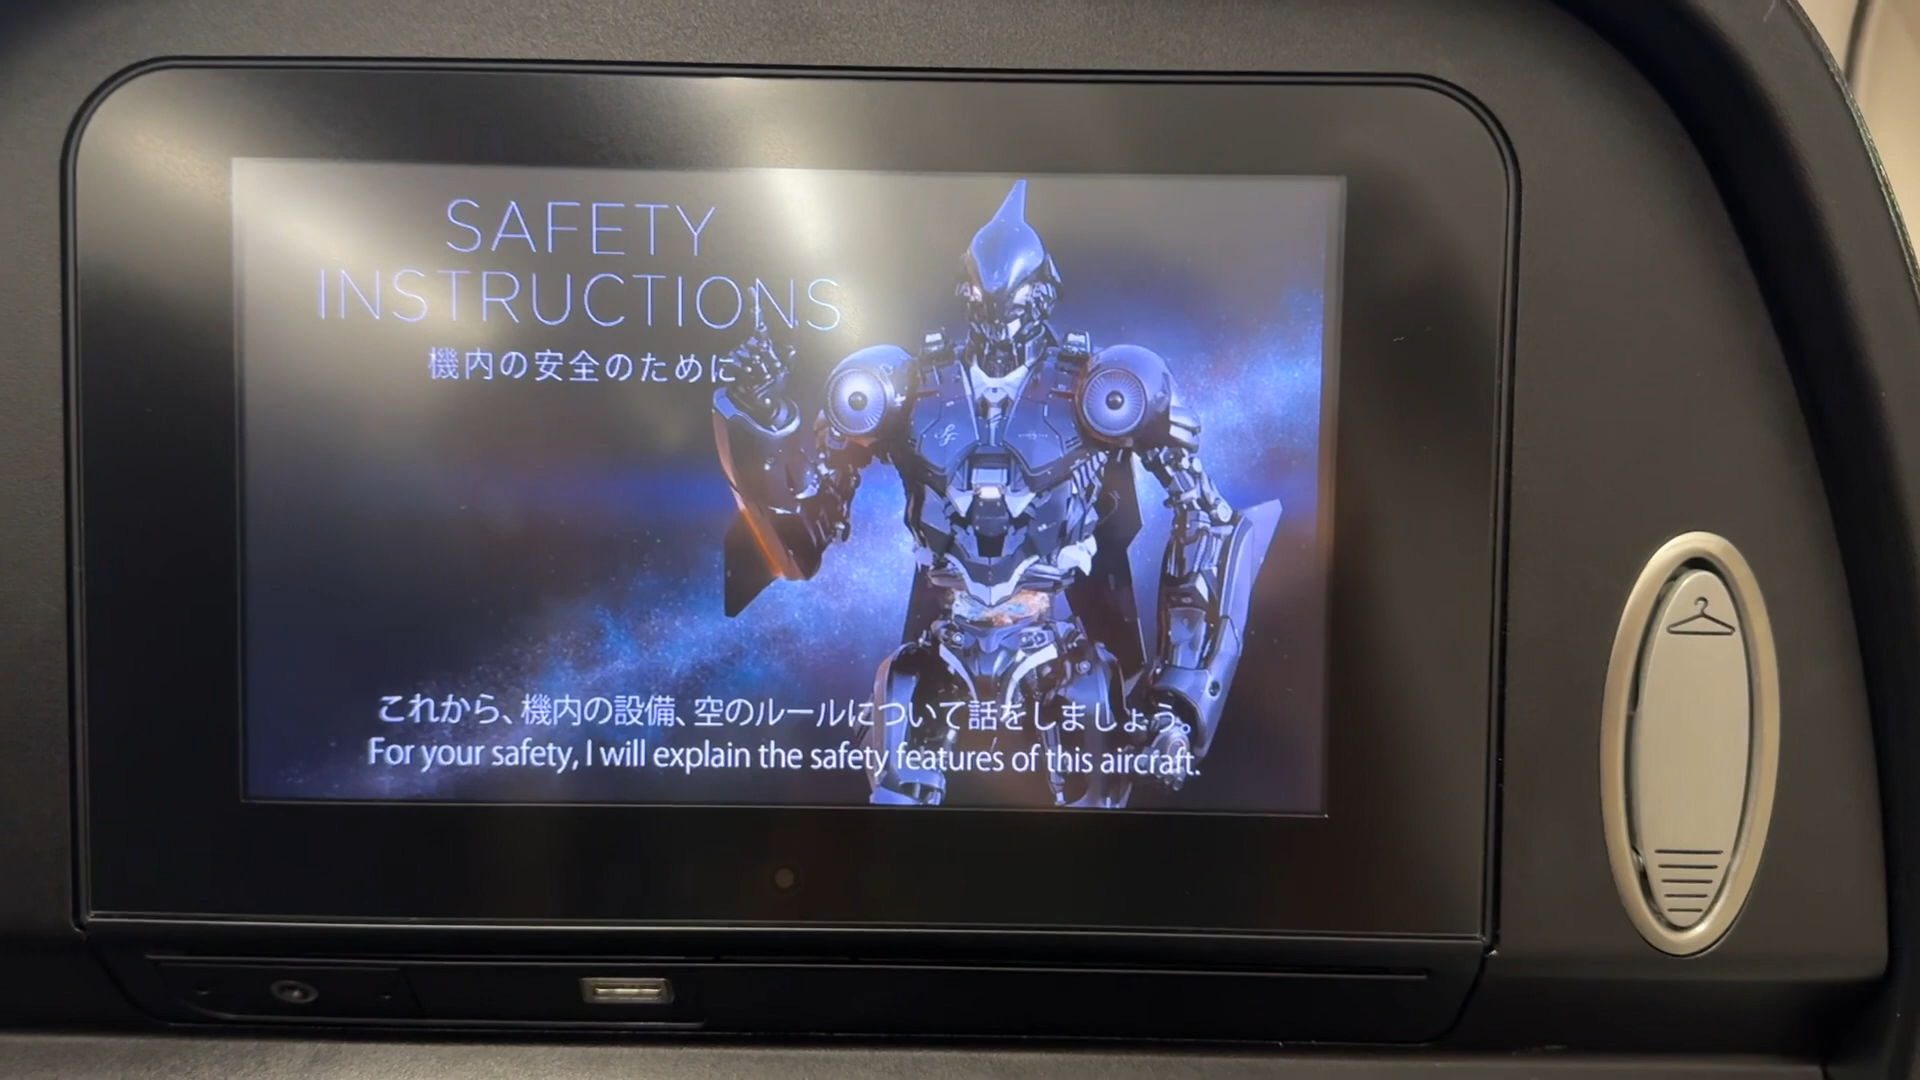 SAFETY
INSTRUCTIONS
機内の安全のために
これから、機内の設備、空のルールについて話をしましょう。
For your safety, I will explain the safety features of this aircraft.